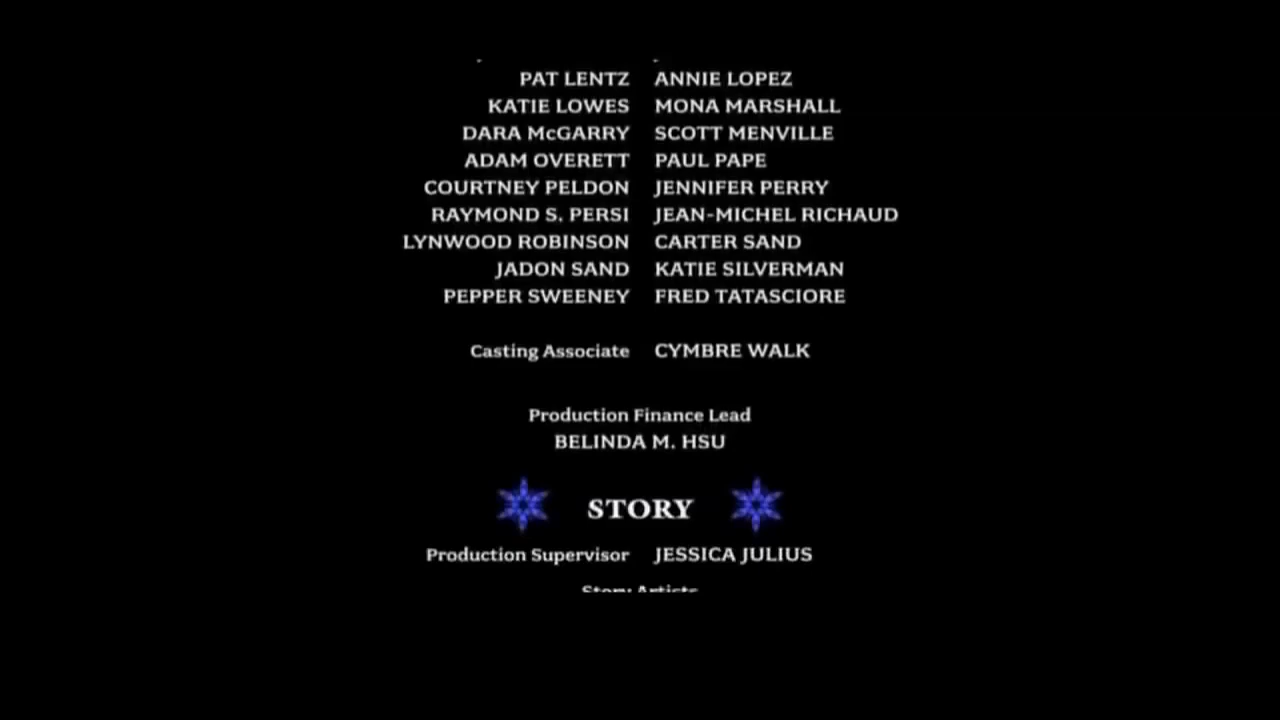 PAT LENTZ ANNIE LOPEZ
KATIE LOWES MONA MARSHALL
DARA McGARRY SCOTT MENVILLE
ADAM OVERETT PAUL PAPE
COURTNEY PELDON JENNIFER PERRY
RAYMOND S. PERSI JEAN-MICHEL RICHAUD
LYNWOOD ROBINSON CARTER SAND
JADON SAND KATIE SILVERMAN
PEPPER SWEENEY FRED TATASCIORE
Casting Associate CYMBRE WALK
Production Finance Lead
BELINDA M. HSU
STORY
Production Supervisor JESSICA JULIUS
Story Artists